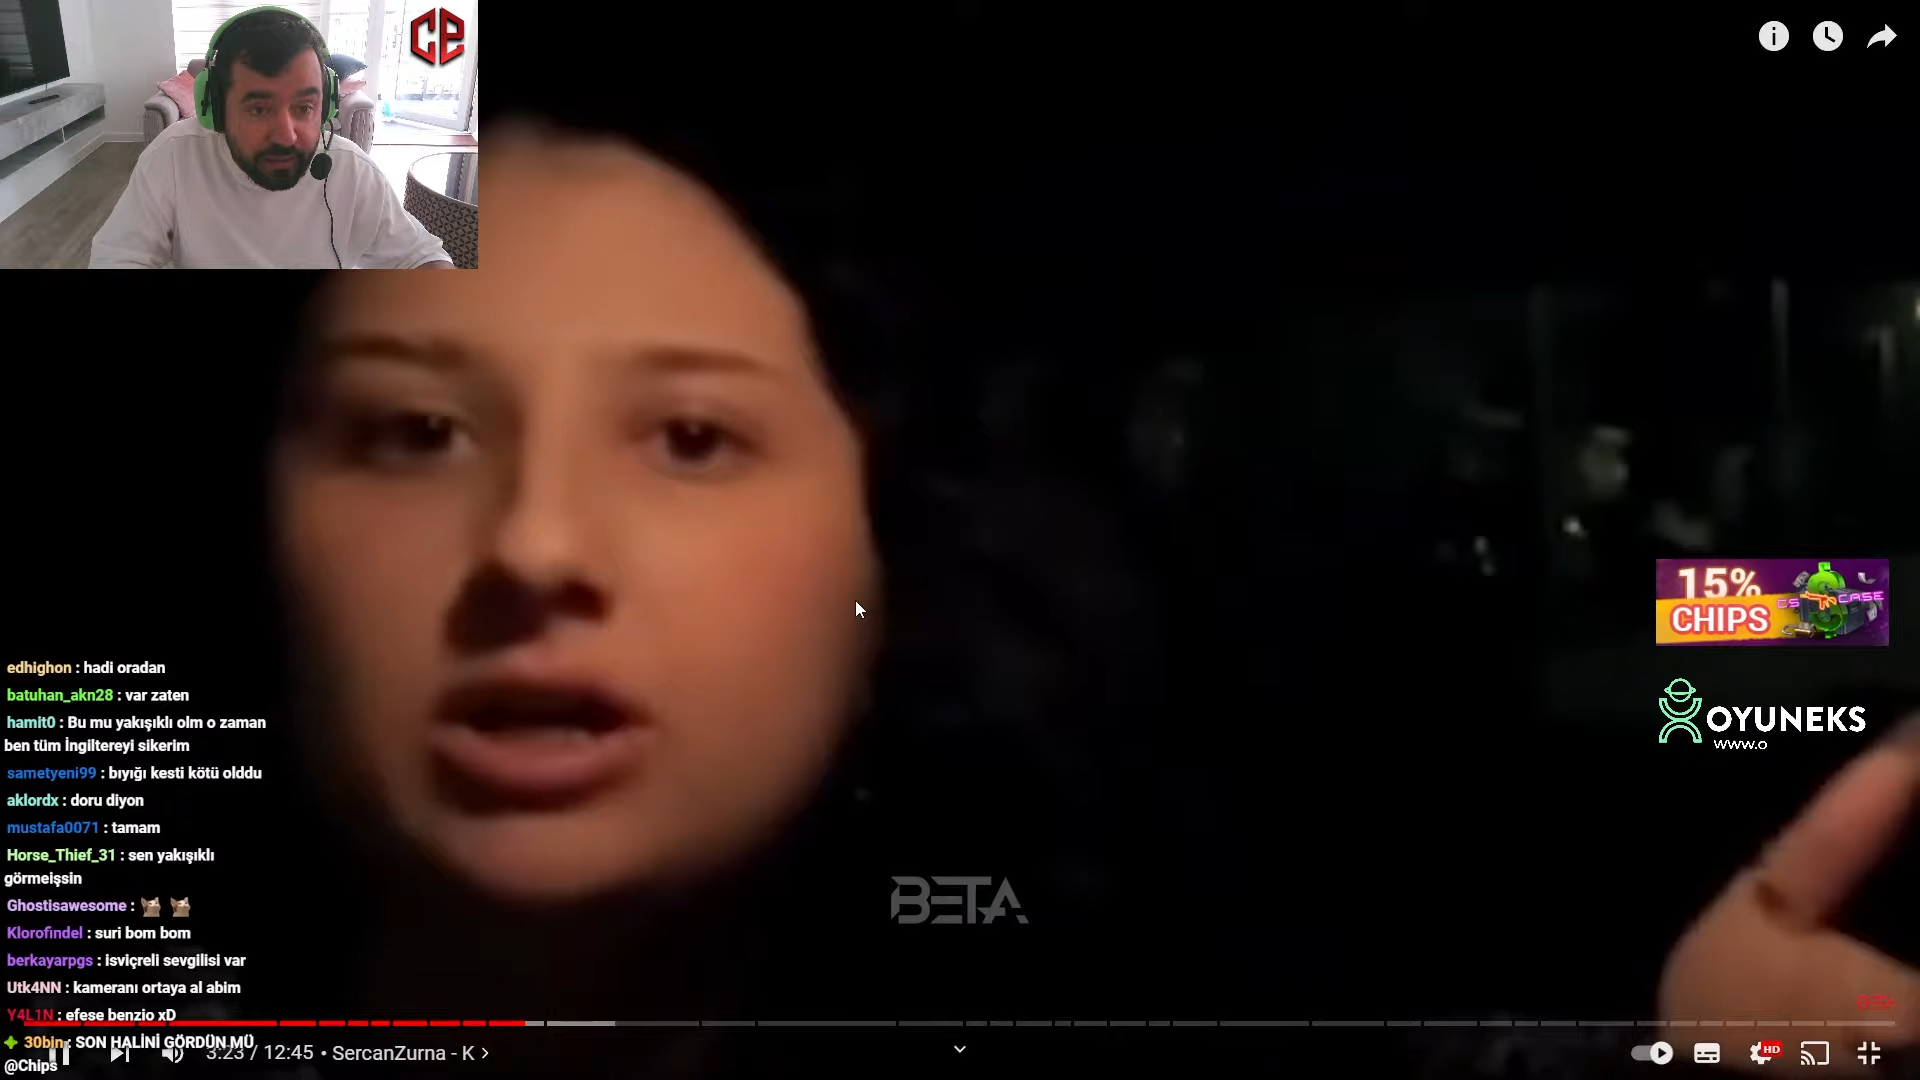 CE
15%
CHIPS
CS CASE
OYUNEKS
WWW.O
edhighon : hadi oradan
batuhan_akn28 : var zaten
hamit0 : Bu mu yakışıklı olm o zaman
ben tüm İngiltereyi sikerim
sametyeni99 : bıyığı kesti kötü olddu
aklordx : doru diyon
mustafa0071 : tamam
Horse_Thief_31 : sen yakışıklı
görmeişsin
Ghostisawesome :
Klorofindel : suri bom bom
berkayarpgs : isviçreli sevgilisi var
Utk4NN : kameranı ortaya al abim
Y4L1N : efese benzio xD
30bin : SON HALİNİ GÖRDÜN MÜ
@Chips
BETA
3:23 / 12:45 • SercanZurna - K
HD